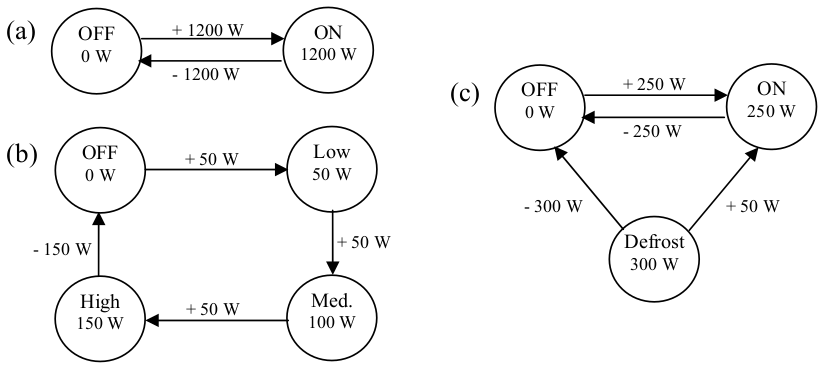 (a)
OFF
0 W
+ 1200 W
- 1200 W
ON
1200 W
(b)
OFF
0 W
+ 50 W
Low
50 W
- 150 W
+ 50 W
High
150 W
+ 50 W
Med.
100 W
(c)
OFF
0 W
+ 250 W
- 250 W
ON
250 W
- 300 W
+ 50 W
Defrost
300 W